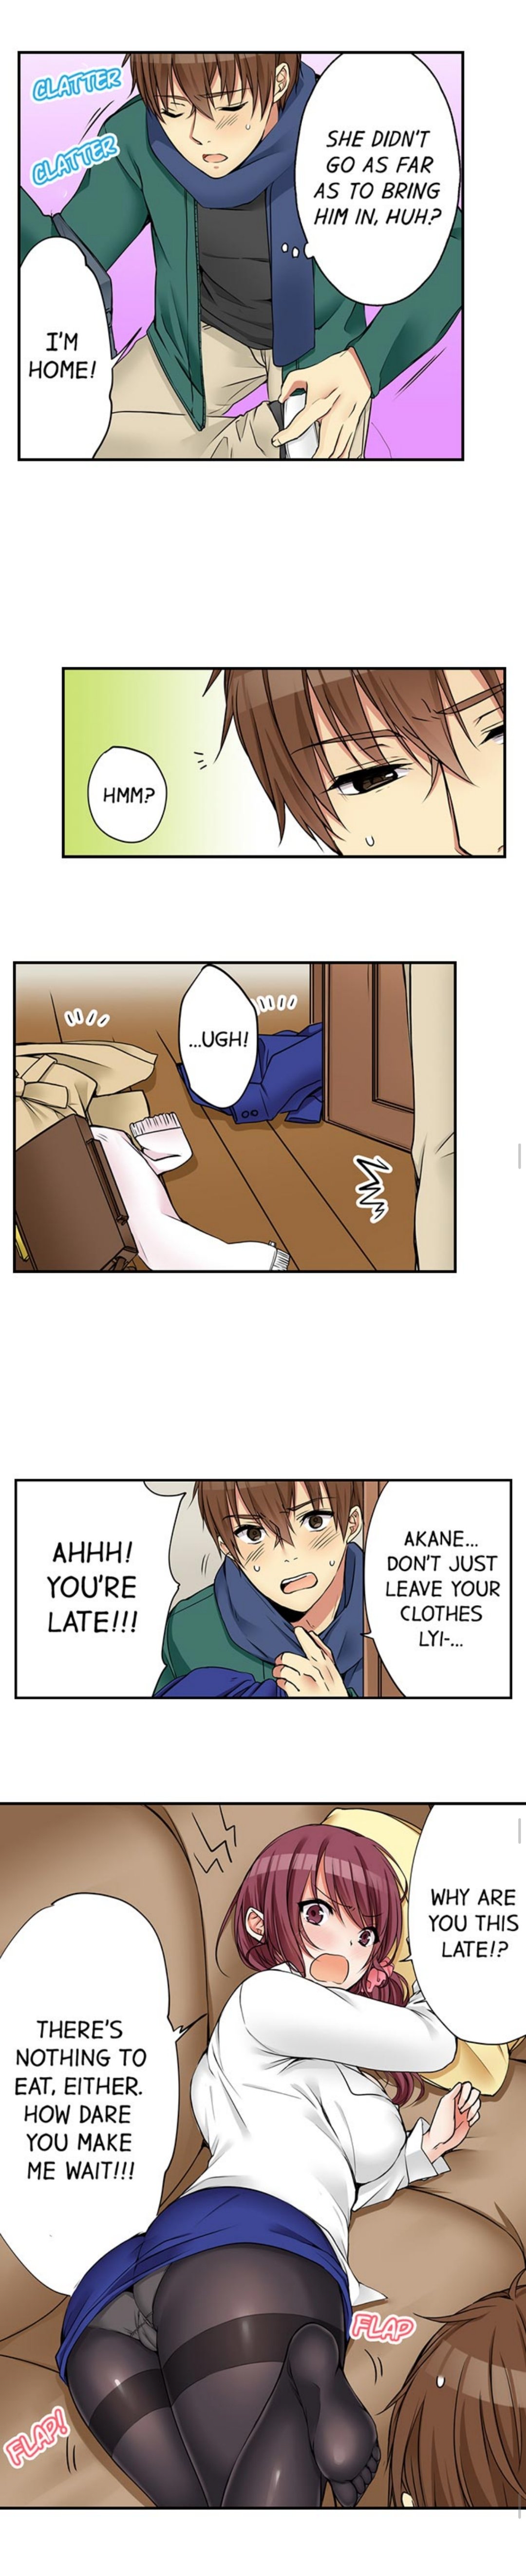 CLATTER
CLATTER
SHE DIDN'T
GO AS FAR
AS TO BRING
HIM IN, HUH?
I'M
HOME!
HMM?
...UGH!
AKANE...
DON'T JUST
LEAVE YOUR
CLOTHES
LYI-...
AHHH!
YOU'RE
LATE!!!
WHY ARE
YOU THIS
LATE!?
THERE'S
NOTHING TO
EAT, EITHER.
HOW DARE
YOU MAKE
ME WAIT!!!
FLAP
FLAP!